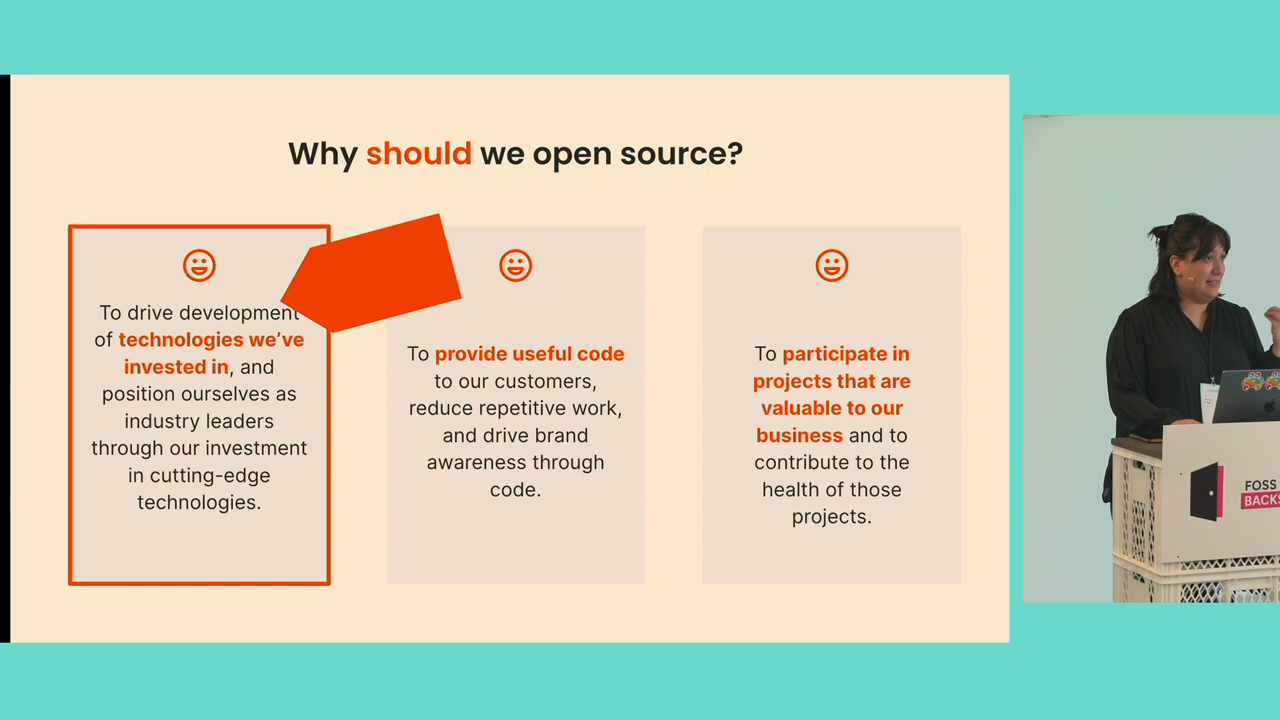 Why should we open source?
To drive development
of technologies we've
invested in, and
position ourselves as
industry leaders
through our investment
in cutting-edge
technologies.
To provide useful code
to our customers,
reduce repetitive work,
and drive brand
awareness through
code.
To participate in
projects that are
valuable to our
business and to
contribute to the
health of those
projects.
FOSS
BACKS